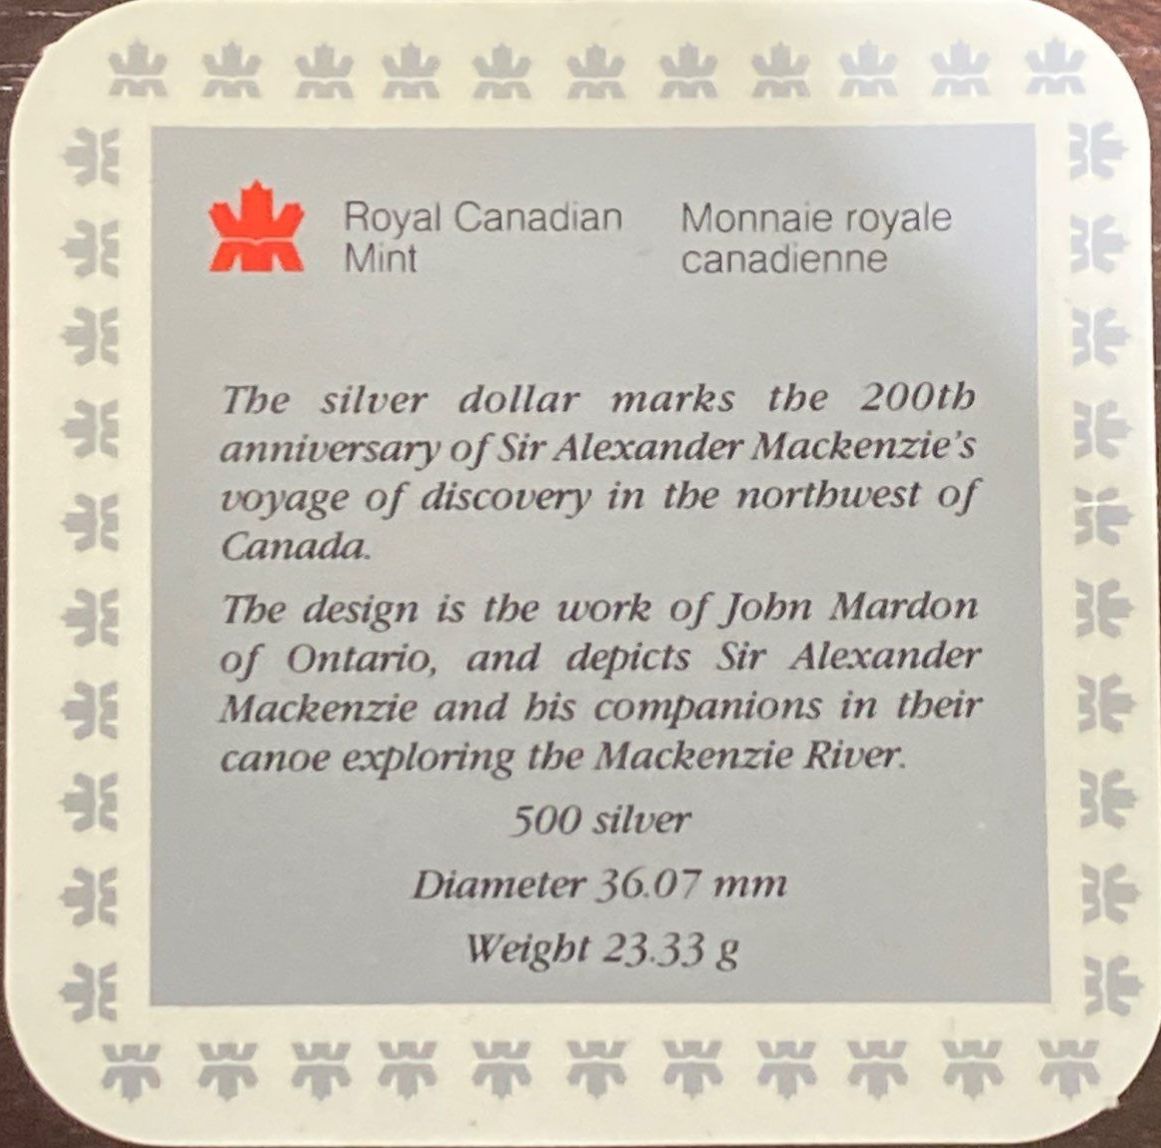 Royal Canadian Mint
Monnaie royale canadienne
The silver dollar marks the 200th
anniversary of Sir Alexander Mackenzie's
voyage of discovery in the northwest of
Canada.
The design is the work of John Mardon
of Ontario, and depicts Sir Alexander
Mackenzie and his companions in their
canoe exploring the Mackenzie River.
500 silver
Diameter 36.07 mm
Weight 23.33 g